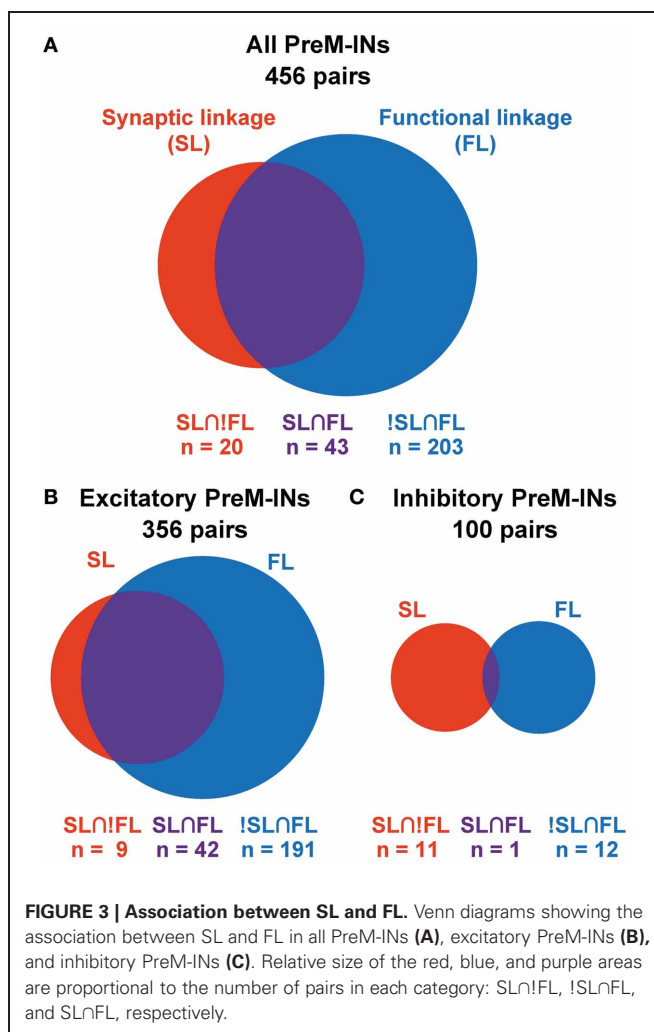 A
All PreM-INs
456 pairs
Synaptic linkage (SL)
Functional linkage (FL)
SL∩!FL n = 20
SL∩FL n = 43
!SL∩FL n = 203
B
Excitatory PreM-INs
356 pairs
SL
FL
SL∩!FL n = 9
SL∩FL n = 42
!SL∩FL n = 191
C
Inhibitory PreM-INs
100 pairs
SL
FL
SL∩!FL n = 11
SL∩FL n = 1
!SL∩FL n = 12
FIGURE 3 | Association between SL and FL. Venn diagrams showing the
association between SL and FL in all PreM-INs (A), excitatory PreM-INs (B),
and inhibitory PreM-INs (C). Relative size of the red, blue, and purple areas
are proportional to the number of pairs in each category: SL∩!FL, !SL∩FL,
and SL∩FL, respectively.